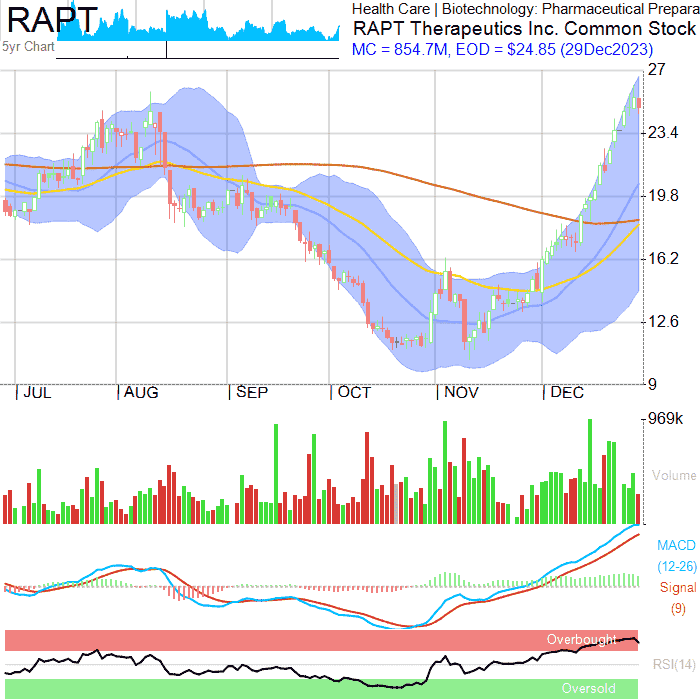 RAPT
5yr Chart
Health Care | Biotechnology: Pharmaceutical Prepara
RAPT Therapeutics Inc. Common Stock
MC = 854.7M, EOD = $24.85 (29Dec2023)
27
23.4
19.8
16.2
12.6
9
JUL AUG SEP OCT NOV DEC
969k
Volume
MACD
(12-26)
Signal
(9)
Overbought
RSI(14)
Oversold